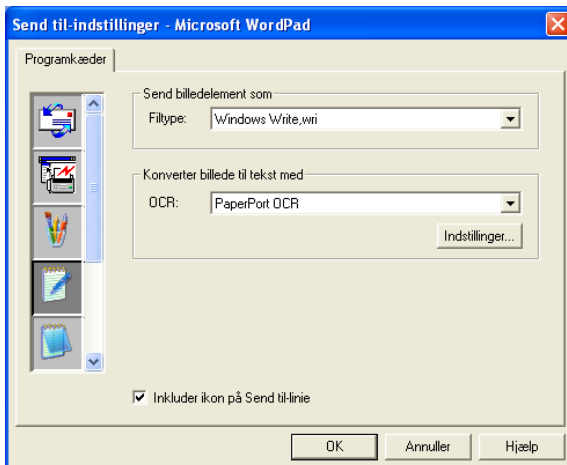 Send til-indstillinger - Microsoft WordPad
Programkæder
Send billedelement som
Filtype: Windows Write,wri
Konverter billede til tekst med
OCR: PaperPort OCR
Indstillinger...
Inkluder ikon på Send til-linie
OK Annuller Hjælp